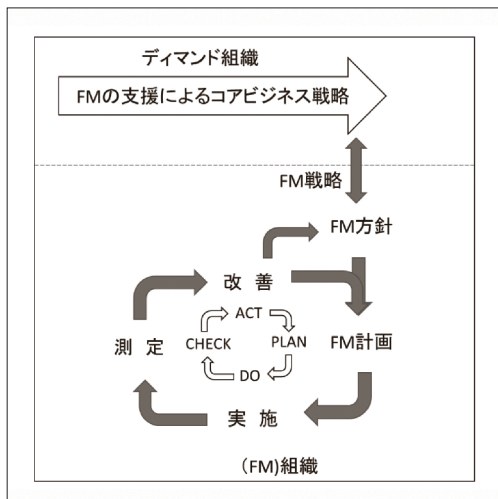 ディマンド組織
FMの支援によるコアビジネス戦略
FM戦略
FM方針
改 善
ACT
測 定
CHECK
PLAN
FM計画
DO
実 施
(FM)組織